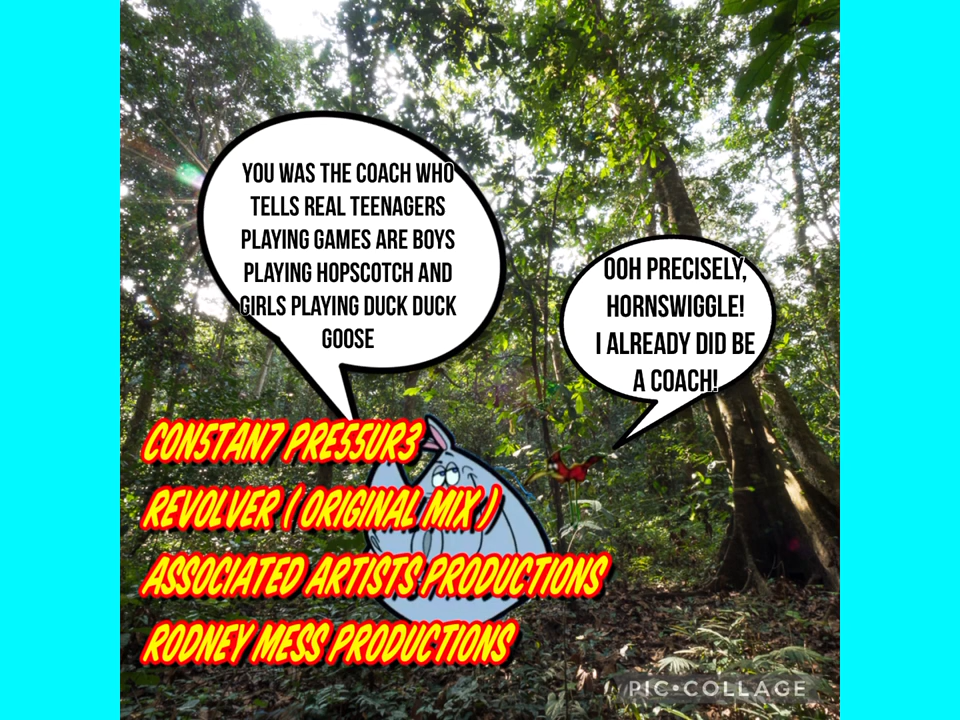 YOU WAS THE COACH WHO
TELLS REAL TEENAGERS
PLAYING GAMES ARE BOYS
PLAYING HOPSCOTCH AND
GIRLS PLAYING DUCK DUCK
GOOSE
OOH PRECISELY,
HORNSWIGGLE!
I ALREADY DID BE
A COACH!
CON5TAN7 PRE55UR3
REVOLVER ( ORIGINAL MIX )
ASSOCIATED ARTISTS PRODUCTIONS
RODNEY MESS PRODUCTIONS
PIC•COLLAGE